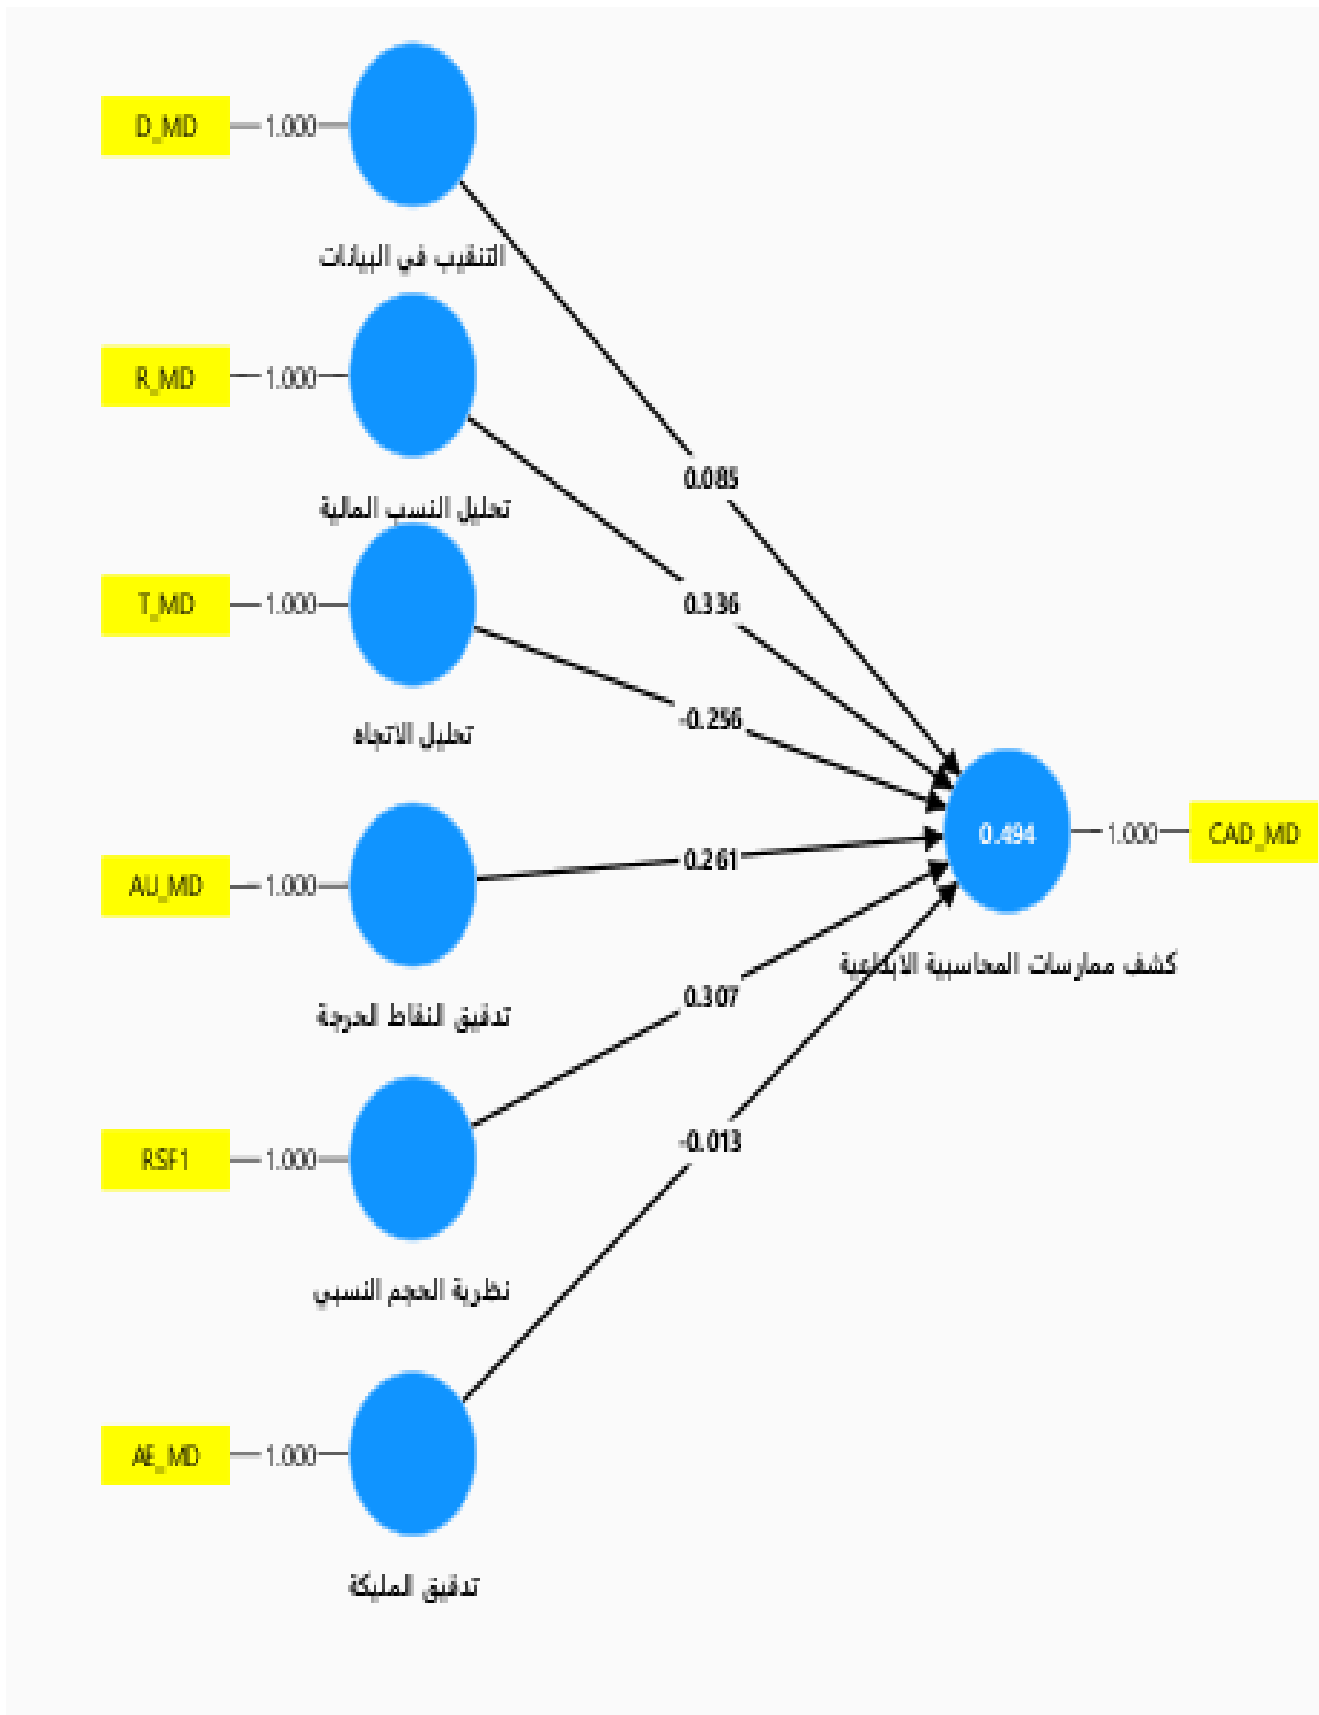 D_MD
1.000
التنقيب في البيانات
R_MD
1.000
تحليل النسب المالية
T_MD
1.000
تحليل الاتجاه
AU_MD
1.000
تدقيق النقاط الحرجة
RSF1
1.000
نظرية الحجم النسبي
AE_MD
1.000
تدقيق المليكة
0.085
0.336
-0.256
0.261
0.307
-0.013
0.494
1.000
CAD_MD
كشف ممارسات المحاسبية الابداعية